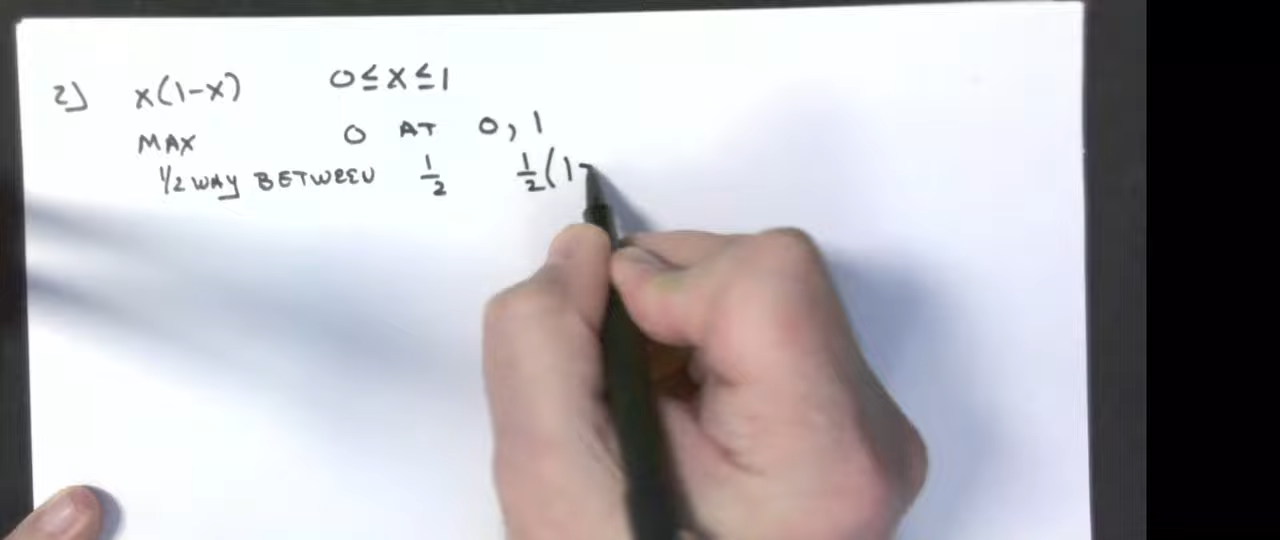 2) x(1-x) 0≤x≤1
MAX 0 AT 0, 1
1/2 WAY BETWEEN 1/2 1/2(1-